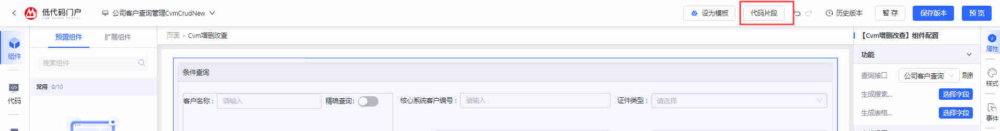 低代码门户
公司客户查询管理CvmCrudNew
设为模板
代码片段
历史版本
暂存
保存版本
预览
组件
代码
预置组件
扩展组件
搜索组件
常用 0/10
页面 > Cvm增删改查
条件查询
客户名称：
请输入
精确查询:
核心系统客户编号：
请输入
证件类型：
请选择
【Cvm增删改查】组件配置
功能
查询接口
公司客户查询
刷新
生成搜索...
选择字段
生成表格...
选择字段
属性
样式
事件